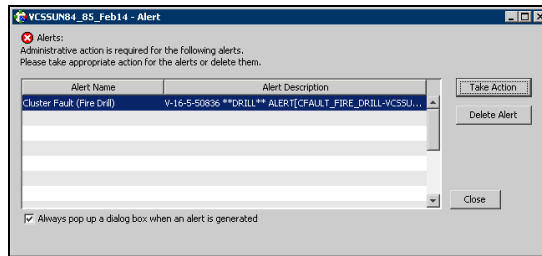 VCSSUN84_85_Feb14 - Alert
Alerts:
Administrative action is required for the following alerts.
Please take appropriate action for the alerts or delete them.
Alert Name Alert Description Take Action
Cluster Fault (Fire Drill) V-16-5-50836 **DRILL** ALERT[CFAULT_FIRE_DRILL-VCSSU...
Delete Alert
Close
Always pop up a dialog box when an alert is generated